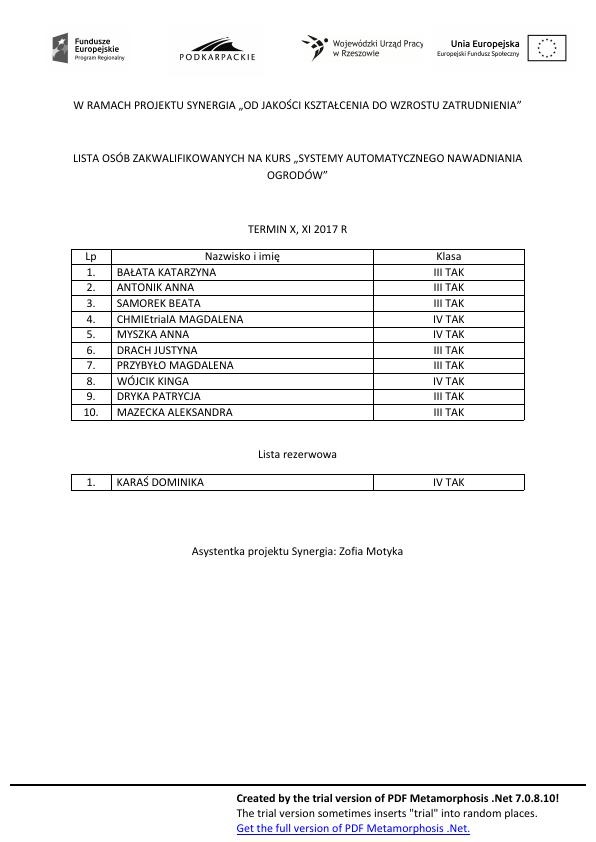 Fundusze
Europejskie
Program Regionalny
PODKARPACKIE
Wojewódzki Urząd Pracy
w Rzeszowie
Unia Europejska
Europejski Fundusz Społeczny
W RAMACH PROJEKTU SYNERGIA „OD JAKOŚCI KSZTAŁCENIA DO WZROSTU ZATRUDNIENIA”
LISTA OSÓB ZAKWALIFIKOWANYCH NA KURS „SYSTEMY AUTOMATYCZNEGO NAWADNIANIA
OGRODÓW”
TERMIN X, XI 2017 R
Lp Nazwisko i imię Klasa
1. BAŁATA KATARZYNA III TAK
2. ANTONIK ANNA III TAK
3. SAMOREK BEATA III TAK
4. CHMIEtrialA MAGDALENA IV TAK
5. MYSZKA ANNA IV TAK
6. DRACH JUSTYNA III TAK
7. PRZYBYŁO MAGDALENA III TAK
8. WÓJCIK KINGA IV TAK
9. DRYKA PATRYCJA III TAK
10. MAZECKA ALEKSANDRA III TAK
Lista rezerwowa
1. KARAŚ DOMINIKA IV TAK
Asystentka projektu Synergia: Zofia Motyka
Created by the trial version of PDF Metamorphosis .Net 7.0.8.10!
The trial version sometimes inserts "trial" into random places.
Get the full version of PDF Metamorphosis .Net.